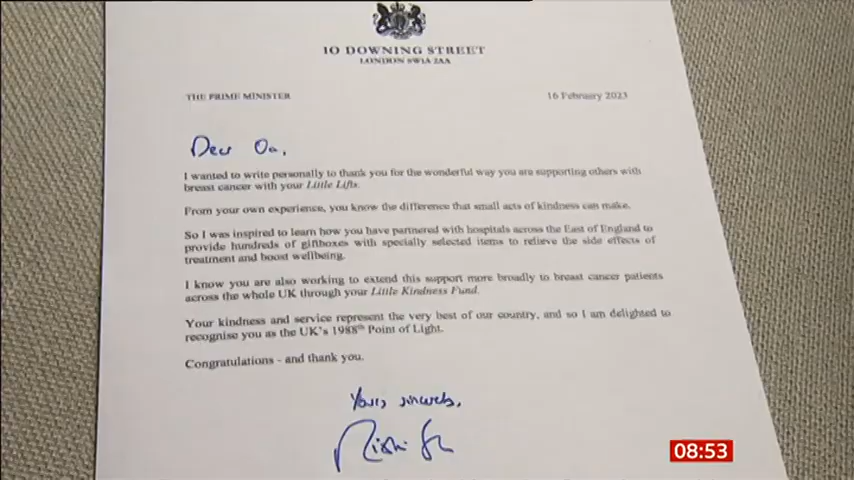 10 DOWNING STREET
LONDON SW1A 2AA
THE PRIME MINISTER
16 February 2023
Dear Oa,
I wanted to write personally to thank you for the wonderful way you are supporting others with
breast cancer with your Little Lifts.
From your own experience, you know the difference that small acts of kindness can make.
So I was inspired to learn how you have partnered with hospitals across the East of England to
provide hundreds of giftboxes with specially selected items to relieve the side effects of
treatment and boost wellbeing.
I know you are also working to extend this support more broadly to breast cancer patients
across the whole UK through your Little Kindness Fund.
Your kindness and service represent the very best of our country, and so I am delighted to
recognise you as the UK's 1988th Point of Light.
Congratulations - and thank you.
Yours sincerely,
Rishi
08:53